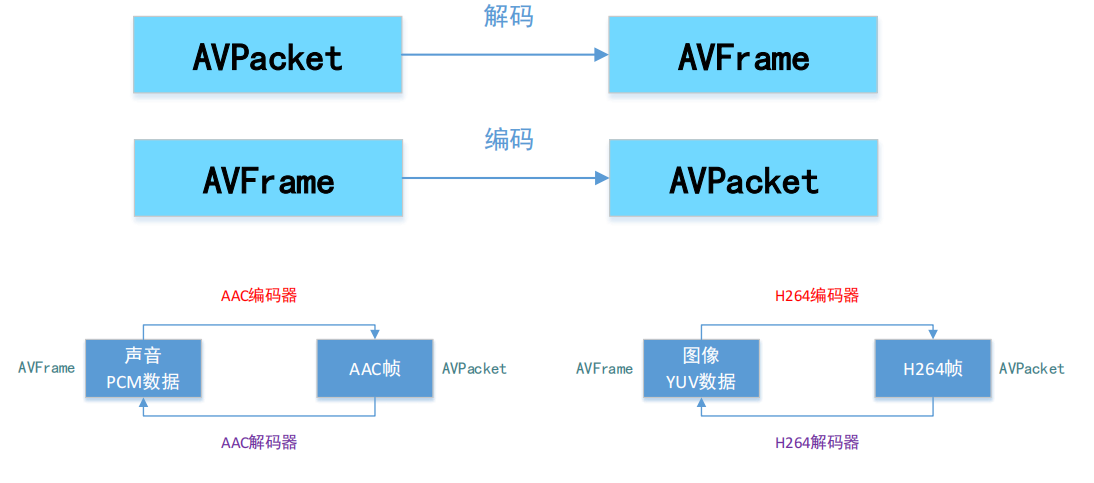 解码
AVPacket
AVFrame
编码
AVFrame
AVPacket
AAC编码器
AVFrame
声音
PCM数据
AAC帧
AVPacket
AAC解码器
H264编码器
AVFrame
图像
YUV数据
H264帧
AVPacket
H264解码器